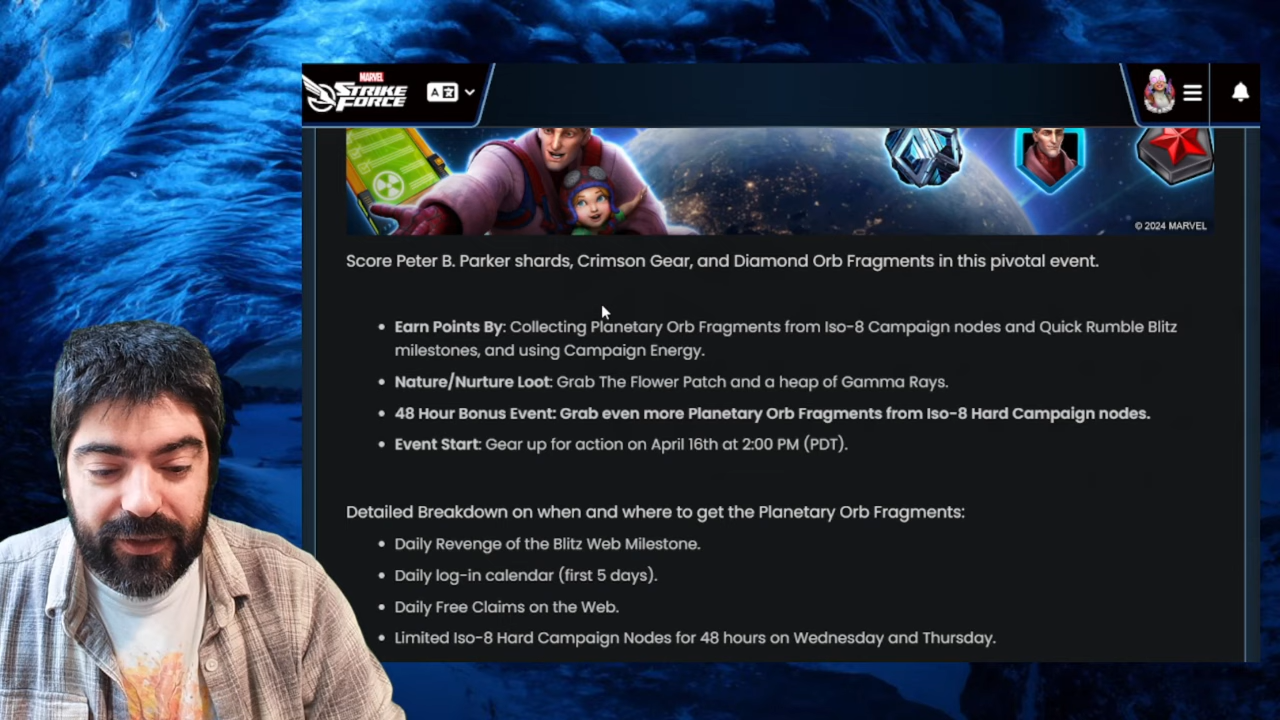 MARVEL
STRIKE
FORCE
© 2024 MARVEL
Score Peter B. Parker shards, Crimson Gear, and Diamond Orb Fragments in this pivotal event.
• Earn Points By: Collecting Planetary Orb Fragments from Iso-8 Campaign nodes and Quick Rumble Blitz
milestones, and using Campaign Energy.
• Nature/Nurture Loot: Grab The Flower Patch and a heap of Gamma Rays.
• 48 Hour Bonus Event: Grab even more Planetary Orb Fragments from Iso-8 Hard Campaign nodes.
• Event Start: Gear up for action on April 16th at 2:00 PM (PDT).
Detailed Breakdown on when and where to get the Planetary Orb Fragments:
• Daily Revenge of the Blitz Web Milestone.
• Daily log-in calendar (first 5 days).
• Daily Free Claims on the Web.
• Limited Iso-8 Hard Campaign Nodes for 48 hours on Wednesday and Thursday.